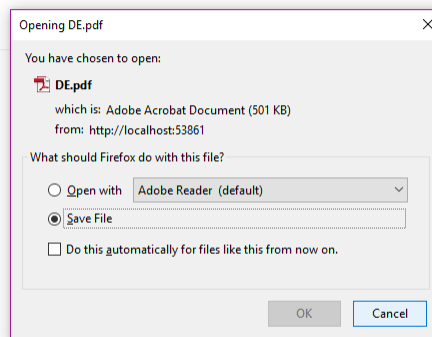 Opening DE.pdf
You have chosen to open:
DE.pdf
which is: Adobe Acrobat Document (501 KB)
from: http://localhost:53861
What should Firefox do with this file?
Open with Adobe Reader (default)
Save File
Do this automatically for files like this from now on.
OK Cancel